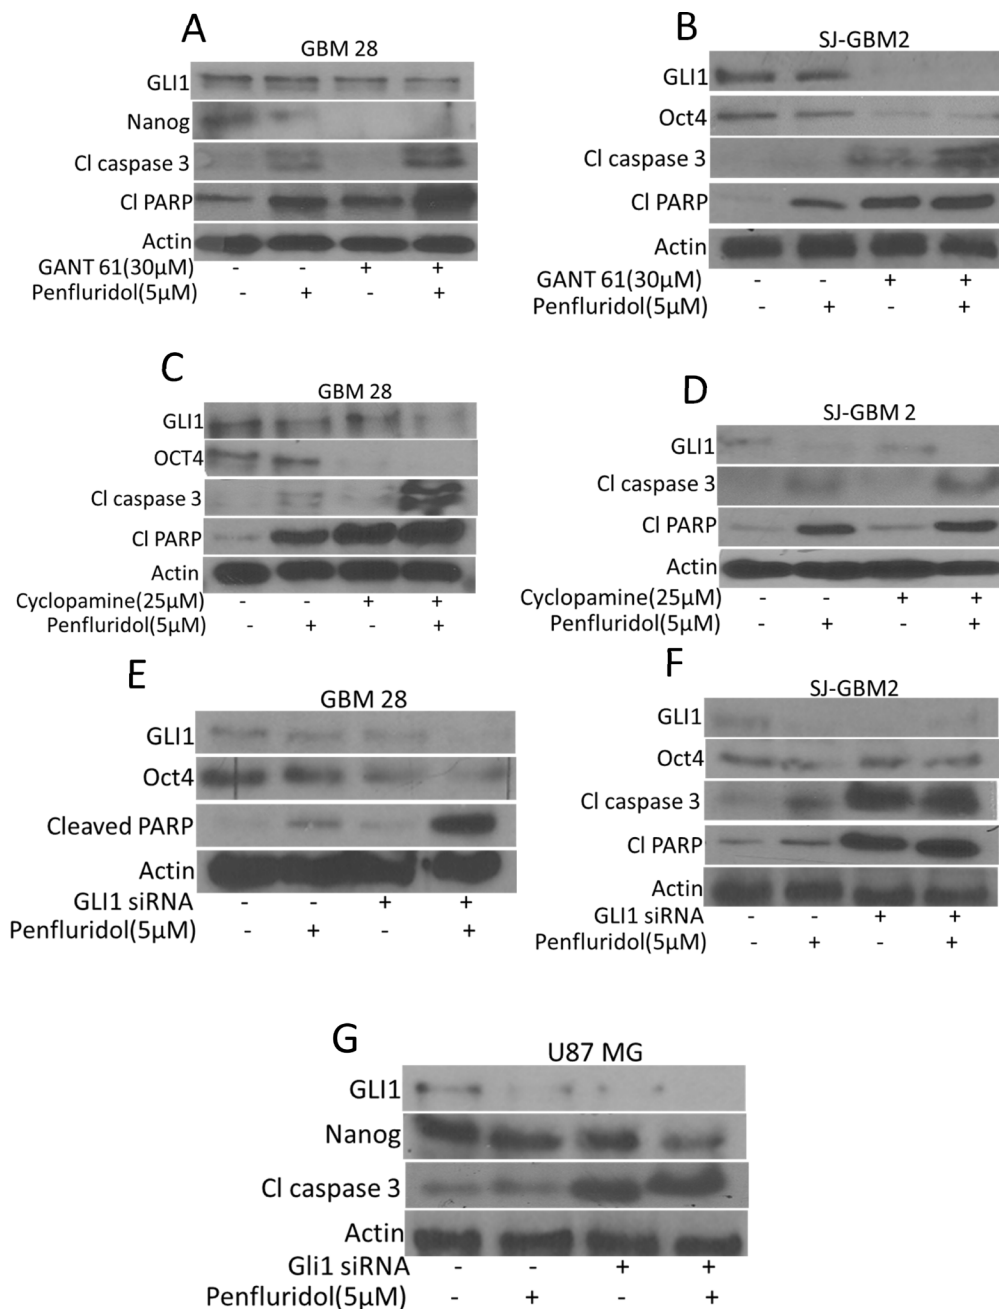 A
GBM 28
GLI1
Nanog
Cl caspase 3
Cl PARP
Actin
GANT 61(30μM) - - + +
Penfluridol(5μM) - + - +
B
SJ-GBM2
GLI1
Oct4
Cl caspase 3
Cl PARP
Actin
GANT 61(30μM) - - + +
Penfluridol(5μM) - + - +
C
GBM 28
GLI1
OCT4
Cl caspase 3
Cl PARP
Actin
Cyclopamine(25μM) - - + +
Penfluridol(5μM) - + - +
D
SJ-GBM 2
GLI1
Cl caspase 3
Cl PARP
Actin
Cyclopamine(25μM) - - + +
Penfluridol(5μM) - + - +
E
GBM 28
GLI1
Oct4
Cleaved PARP
Actin
GLI1 siRNA - - + +
Penfluridol(5μM) - + - +
F
SJ-GBM2
GLI1
Oct4
Cl caspase 3
Cl PARP
Actin
GLI1 siRNA - - + +
Penfluridol(5μM) - + - +
G
U87 MG
GLI1
Nanog
Cl caspase 3
Actin
Gli1 siRNA - - + +
Penfluridol(5μM) - + - +